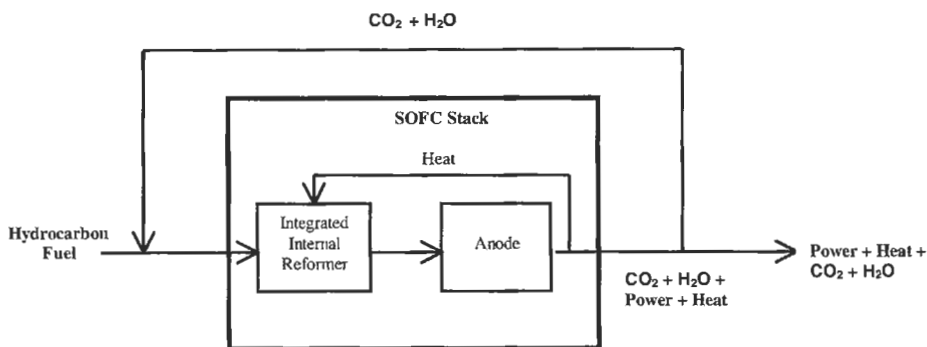 CO₂ + H₂O
SOFC Stack
Heat
Integrated
Internal
Reformer
Anode
Hydrocarbon
Fuel
Power + Heat +
CO₂ + H₂O
CO₂ + H₂O +
Power + Heat